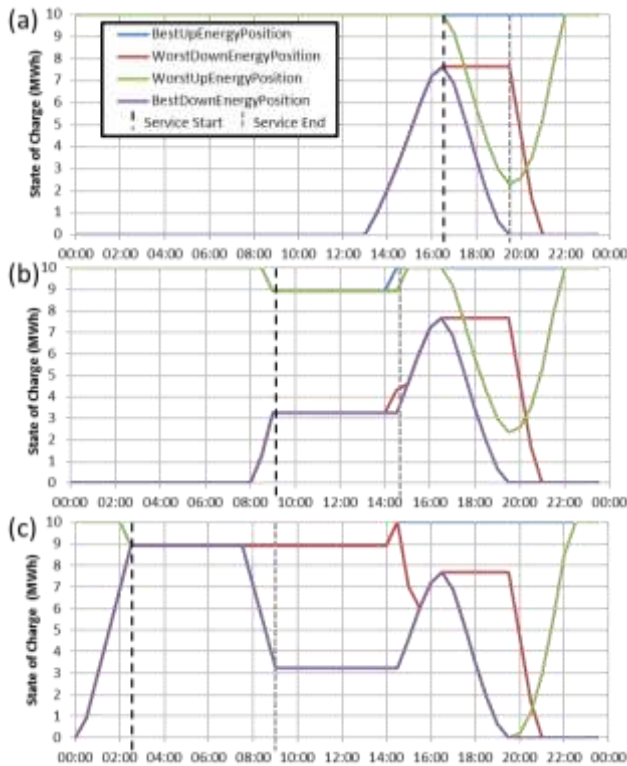 (a)
State of Charge (MWh)
10
9
8
7
6
5
4
3
2
1
0
BestUpEnergyPosition
WorstDownEnergyPosition
WorstUpEnergyPosition
BestDownEnergyPosition
Service Start Service End
00:00 02:00 04:00 06:00 08:00 10:00 12:00 14:00 16:00 18:00 20:00 22:00 00:00
(b)
State of Charge (MWh)
10
9
8
7
6
5
4
3
2
1
0
00:00 02:00 04:00 06:00 08:00 10:00 12:00 14:00 16:00 18:00 20:00 22:00 00:00
(c)
State of Charge (MWh)
10
9
8
7
6
5
4
3
2
1
0
00:00 02:00 04:00 06:00 08:00 10:00 12:00 14:00 16:00 18:00 20:00 22:00 00:00